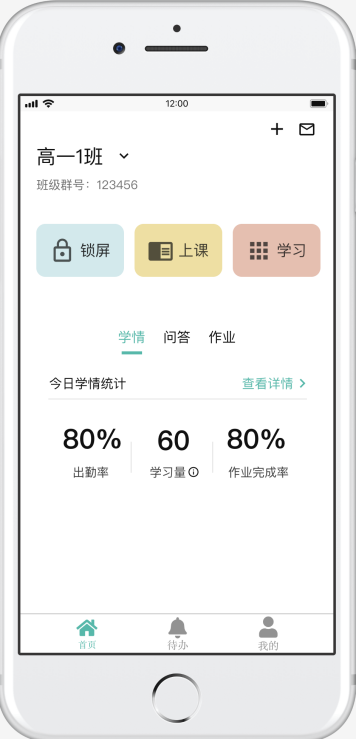 12:00
高一1班
班级群号：123456
锁屏 上课 学习
学情 问答 作业
今日学情统计 查看详情
80% 60 80%
出勤率 学习量 作业完成率
首页 待办 我的